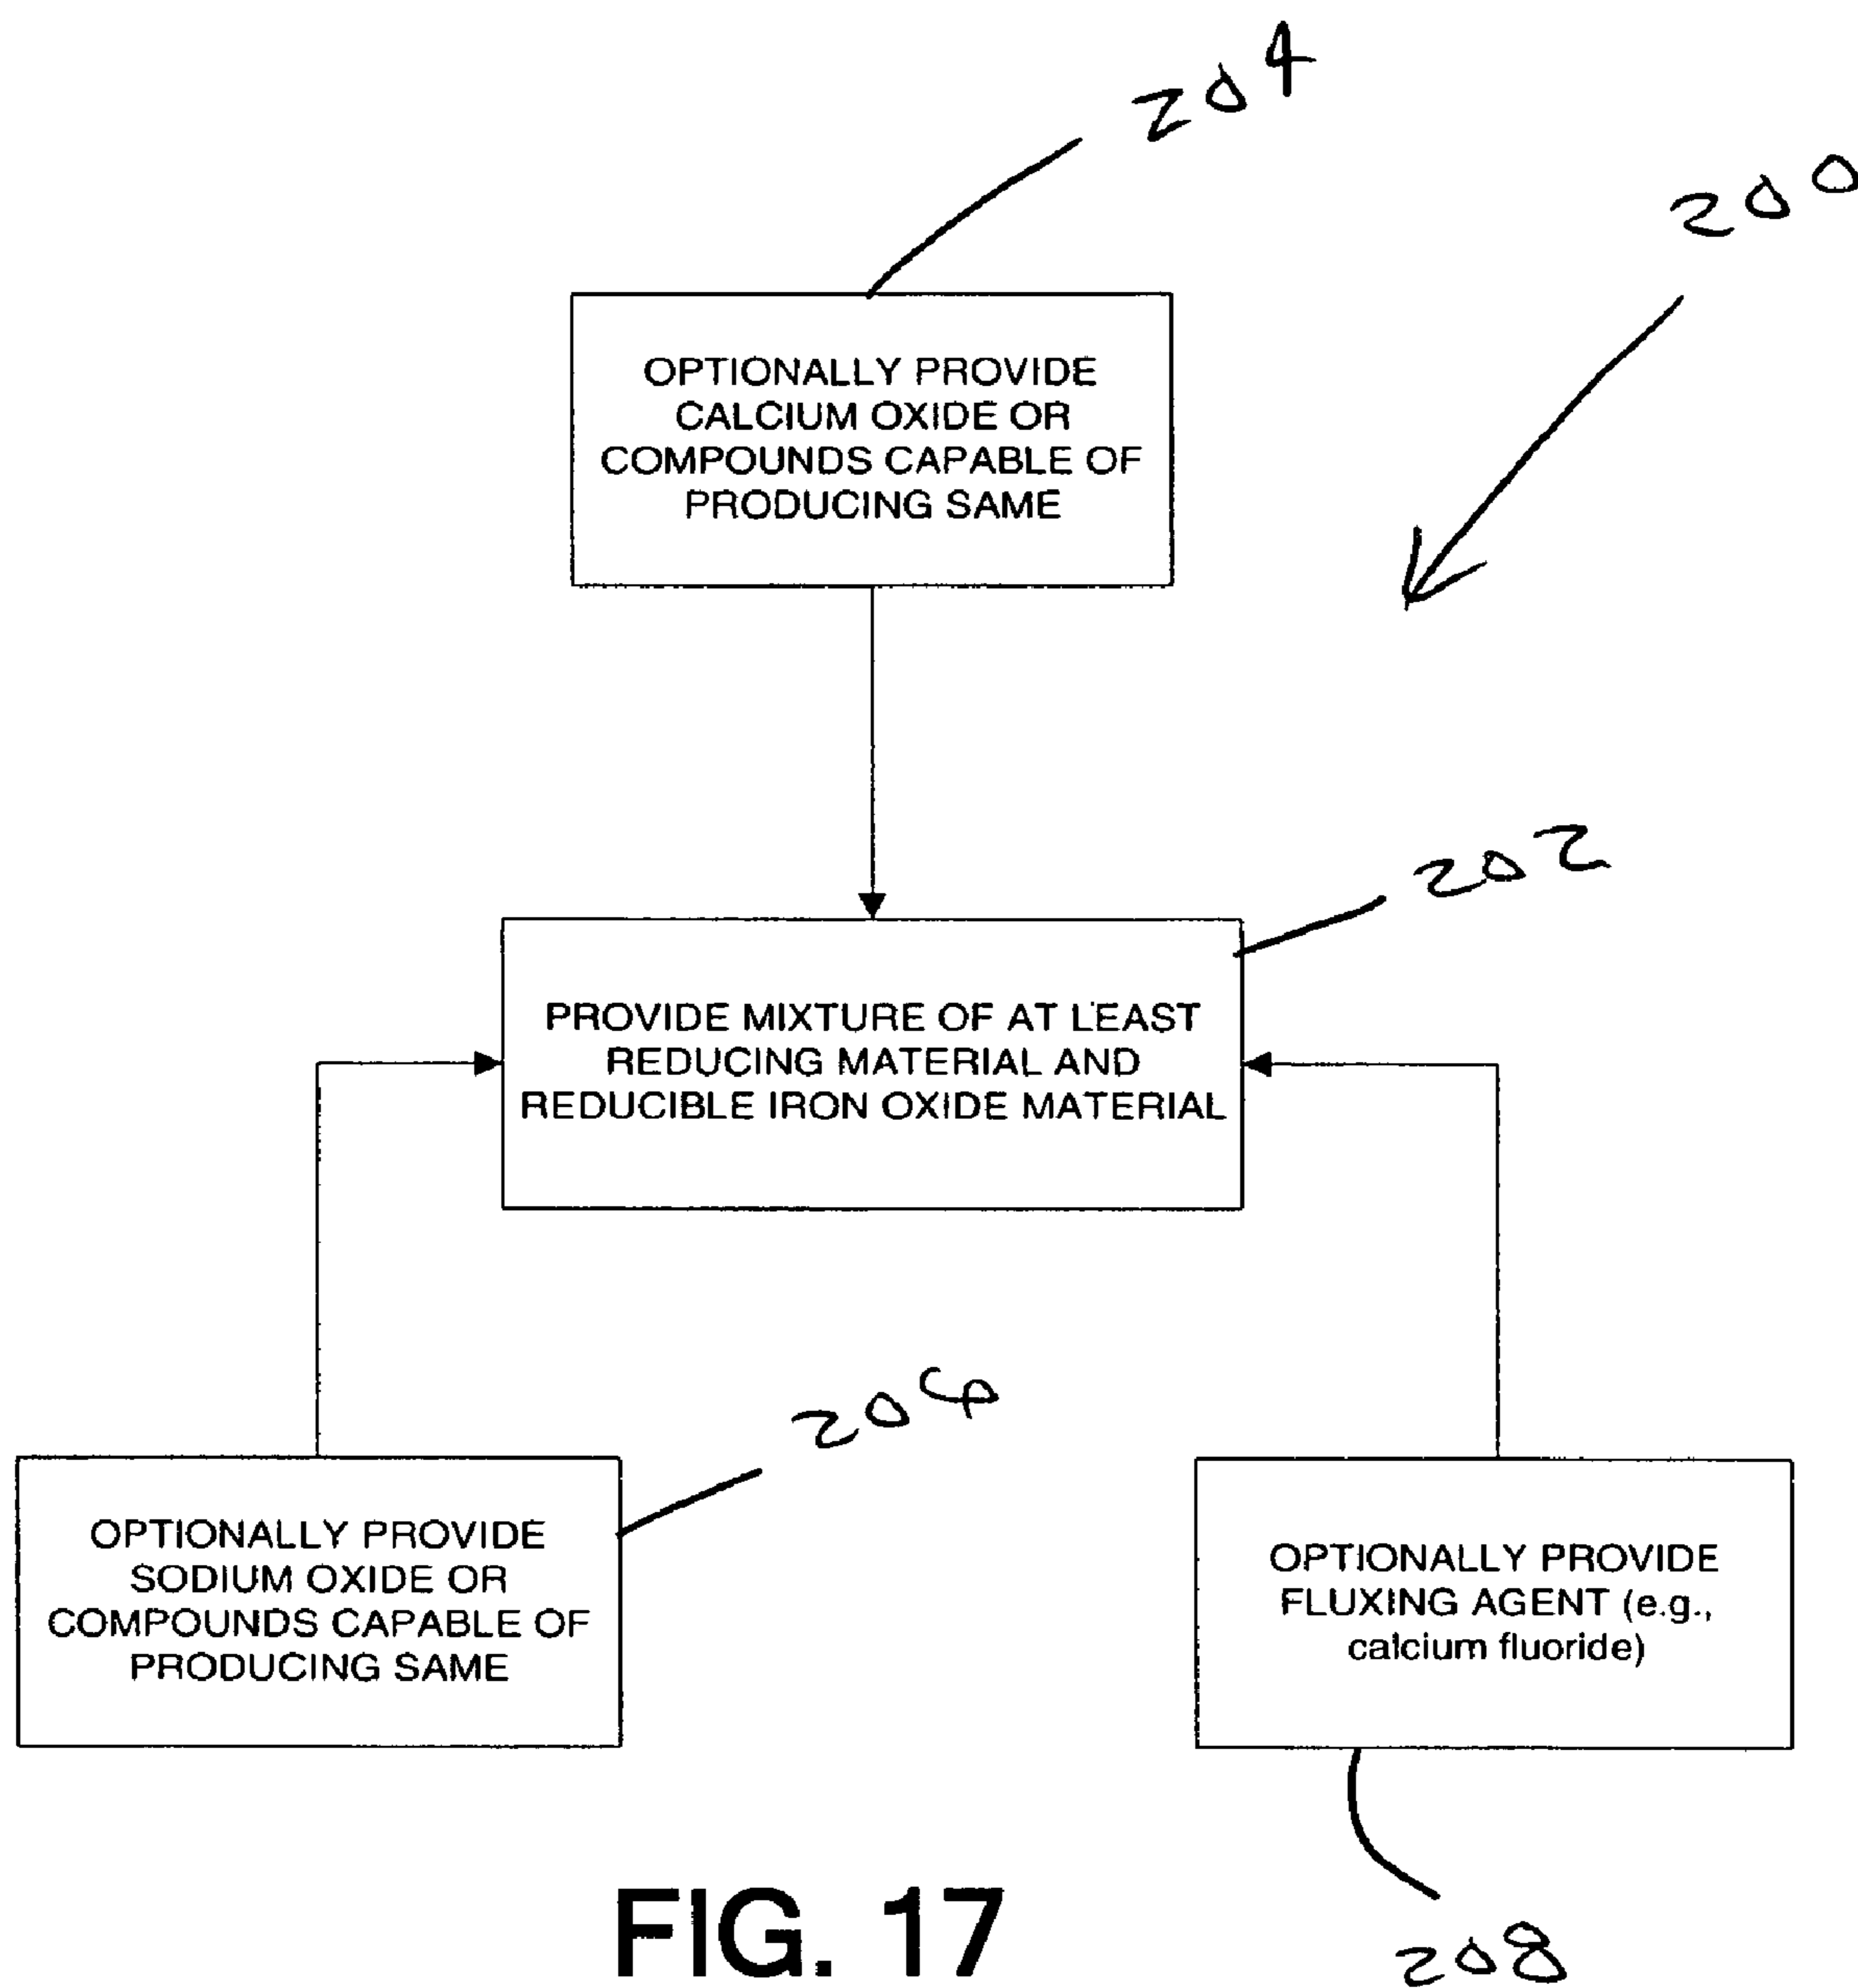 204
200
OPTIONALLY PROVIDE
CALCIUM OXIDE OR
COMPOUNDS CAPABLE OF
PRODUCING SAME
202
PROVIDE MIXTURE OF AT LEAST
REDUCING MATERIAL AND
REDUCIBLE IRON OXIDE MATERIAL
206
OPTIONALLY PROVIDE
SODIUM OXIDE OR
COMPOUNDS CAPABLE OF
PRODUCING SAME
OPTIONALLY PROVIDE
FLUXING AGENT (e.g.,
calcium fluoride)
FIG. 17
208